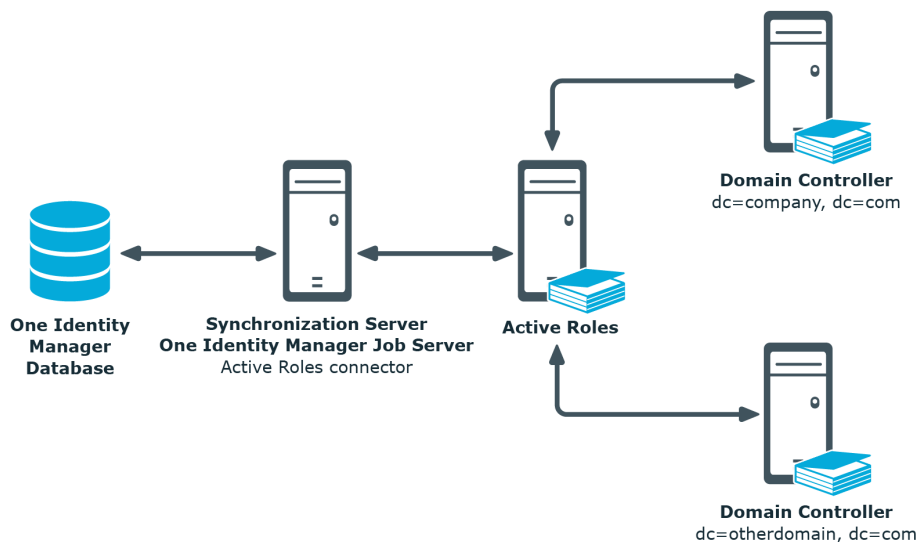 One Identity
Manager
Database
Synchronization Server
One Identity Manager Job Server
Active Roles connector
Active Roles
Domain Controller
dc=company, dc=com
Domain Controller
dc=otherdomain, dc=com